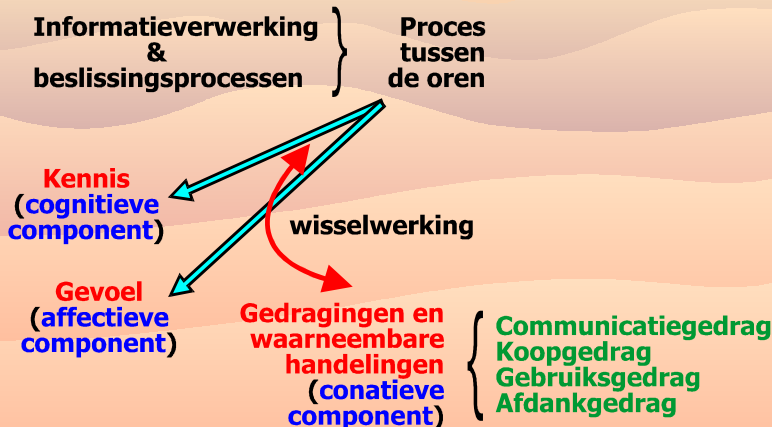 Informatieverwerking
&
beslissingsprocessen
Proces
tussen
de oren
Kennis
(cognitieve
component)
wisselwerking
Gevoel
(affectieve
component)
Gedragingen en
waarneembare
handelingen
(conatieve
component)
Communicatiegedrag
Koopgedrag
Gebruiksgedrag
Afdankgedrag